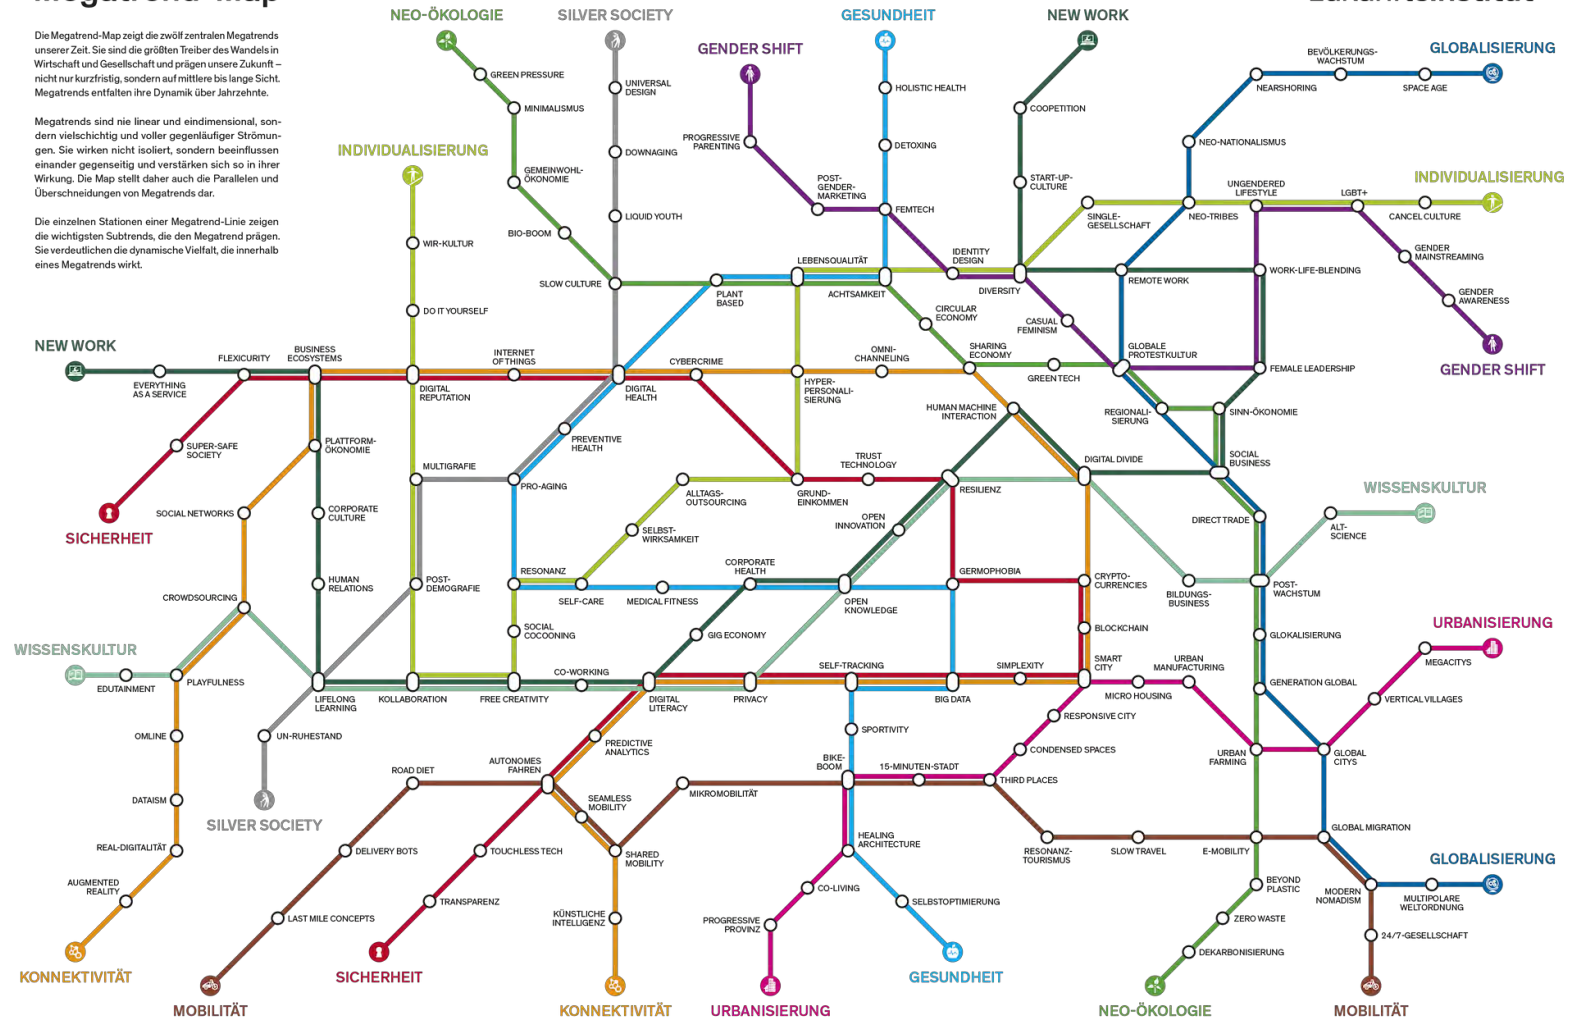 Megatrend-Map
zukunftsInstitut
Die Megatrend-Map zeigt die zwölf zentralen Megatrends
unserer Zeit. Sie sind die größten Treiber des Wandels in
Wirtschaft und Gesellschaft und prägen unsere Zukunft –
nicht nur kurzfristig, sondern auf mittlere bis lange Sicht.
Megatrends entfalten ihre Dynamik über Jahrzehnte.
Megatrends sind nie linear und eindimensional, son-
dern vielschichtig und voller gegenläufiger Strömun-
gen. Sie wirken nicht isoliert, sondern beeinflussen
einander gegenseitig und verstärken sich so in ihrer
Wirkung. Die Map stellt daher auch die Parallelen und
Überschneidungen von Megatrends dar.
Die einzelnen Stationen einer Megatrend-Linie zeigen
die wichtigsten Subtrends, die den Megatrend prägen.
Sie verdeutlichen die dynamische Vielfalt, die innerhalb
eines Megatrends wirkt.
NEO-ÖKOLOGIE
SILVER SOCIETY
GESUNDHEIT
NEW WORK
GENDER SHIFT
GLOBALISIERUNG
BEVÖLKERUNGS-
WACHSTUM
NEARSHORING
SPACE AGE
GREEN PRESSURE
UNIVERSAL
DESIGN
HOLISTIC HEALTH
MINIMALISMUS
COOPETITION
PROGRESSIVE
PARENTING
DETOXING
NEO-NATIONALISMUS
INDIVIDUALISIERUNG
DOWNAGING
GEMEINWOHL-
ÖKONOMIE
POST-
GENDER-
MARKETING
START-UP-
CULTURE
UNGENDERED
LIFESTYLE
LGBT+
INDIVIDUALISIERUNG
LIQUID YOUTH
FEMTECH
SINGLE-
GESELLSCHAFT
NEO-TRIBES
CANCEL CULTURE
BIO-BOOM
WIR-KULTUR
GENDER
MAINSTREAMING
LEBENSQUALITÄT
IDENTITY
DESIGN
SLOW CULTURE
PLANT
BASED
ACHTSAMKEIT
DIVERSITY
REMOTE WORK
WORK-LIFE-BLENDING
GENDER
AWARENESS
DO IT YOURSELF
CIRCULAR
ECONOMY
CASUAL
FEMINISM
NEW WORK
FLEXICURITY
BUSINESS
ECOSYSTEMS
INTERNET
OF THINGS
CYBERCRIME
OMNI-
CHANNELING
SHARING
ECONOMY
GLOBALE
PROTESTKULTUR
GENDER SHIFT
EVERYTHING
AS A SERVICE
DIGITAL
REPUTATION
DIGITAL
HEALTH
HYPER-
PERSONALI-
SIERUNG
GREEN TECH
FEMALE LEADERSHIP
HUMAN MACHINE
INTERACTION
REGIONALI-
SIERUNG
SINN-ÖKONOMIE
SUPER-SAFE
SOCIETY
PLATTFORM-
ÖKONOMIE
PREVENTIVE
HEALTH
MULTIGRAFIE
PRO-AGING
ALLTAGS-
OUTSOURCING
GRUND-
EINKOMMEN
TRUST
TECHNOLOGY
RESILIENZ
DIGITAL DIVIDE
SOCIAL
BUSINESS
WISSENSKULTUR
SICHERHEIT
SOCIAL NETWORKS
CORPORATE
CULTURE
SELBST-
WIRKSAMKEIT
OPEN
INNOVATION
DIRECT TRADE
ALT-
SCIENCE
HUMAN
RELATIONS
POST-
DEMOGRAFIE
RESONANZ
SELF-CARE
MEDICAL FITNESS
CORPORATE
HEALTH
OPEN
KNOWLEDGE
GERMOPHOBIA
CRYPTO-
CURRENCIES
BILDUNGS-
BUSINESS
POST-
WACHSTUM
CROWDSOURCING
SOCIAL
COCOONING
GIG ECONOMY
BLOCKCHAIN
GLOKALISIERUNG
URBANISIERUNG
WISSENSKULTUR
MEGACITYS
EDUTAINMENT
PLAYFULNESS
LIFELONG
LEARNING
KOLLABORATION
FREE CREATIVITY
CO-WORKING
DIGITAL
LITERACY
PRIVACY
SELF-TRACKING
BIG DATA
SIMPLEXITY
SMART
CITY
MICRO HOUSING
URBAN
MANUFACTURING
GENERATION GLOBAL
VERTICAL VILLAGES
RESPONSIVE CITY
OMLINE
UN-RUHESTAND
PREDICTIVE
ANALYTICS
SPORTIVITY
CONDENSED SPACES
URBAN
FARMING
GLOBAL
CITYS
ROAD DIET
AUTONOMES
FAHREN
BIKE-
BOOM
15-MINUTEN-STADT
THIRD PLACES
MIKROMOBILITÄT
DATAISM
SILVER SOCIETY
SEAMLESS
MOBILITY
HEALING
ARCHITECTURE
RESONANZ-
TOURISMUS
SLOW TRAVEL
E-MOBILITY
GLOBAL MIGRATION
REAL-DIGITALITÄT
DELIVERY BOTS
TOUCHLESS TECH
SHARED
MOBILITY
GLOBALISIERUNG
AUGMENTED
REALITY
CO-LIVING
SELBSTOPTIMIERUNG
BEYOND
PLASTIC
MODERN
NOMADISM
MULTIPOLARE
WELTORDNUNG
LAST MILE CONCEPTS
TRANSPARENZ
KÜNSTLICHE
INTELLIGENZ
PROGRESSIVE
PROVINZ
ZERO WASTE
24/7-GESELLSCHAFT
DEKARBONISIERUNG
KONNEKTIVITÄT
SICHERHEIT
GESUNDHEIT
MOBILITÄT
KONNEKTIVITÄT
URBANISIERUNG
NEO-ÖKOLOGIE
MOBILITÄT